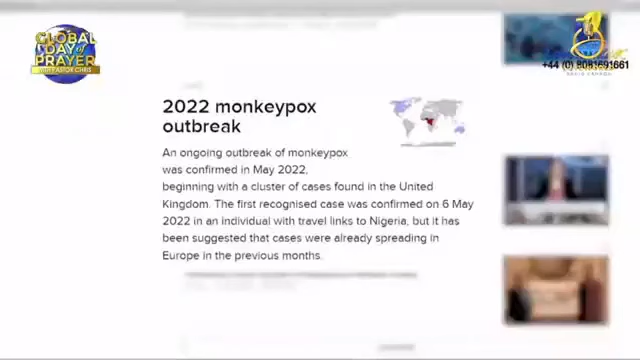 GLOBAL
DAY of
PRAYER
WITH PASTOR CHRIS
+44 (0) 8081691661
2022 monkeypox
outbreak
An ongoing outbreak of monkeypox
was confirmed in May 2022,
beginning with a cluster of cases found in the United
Kingdom. The first recognised case was confirmed on 6 May
2022 in an individual with travel links to Nigeria, but it has
been suggested that cases were already spreading in
Europe in the previous months.